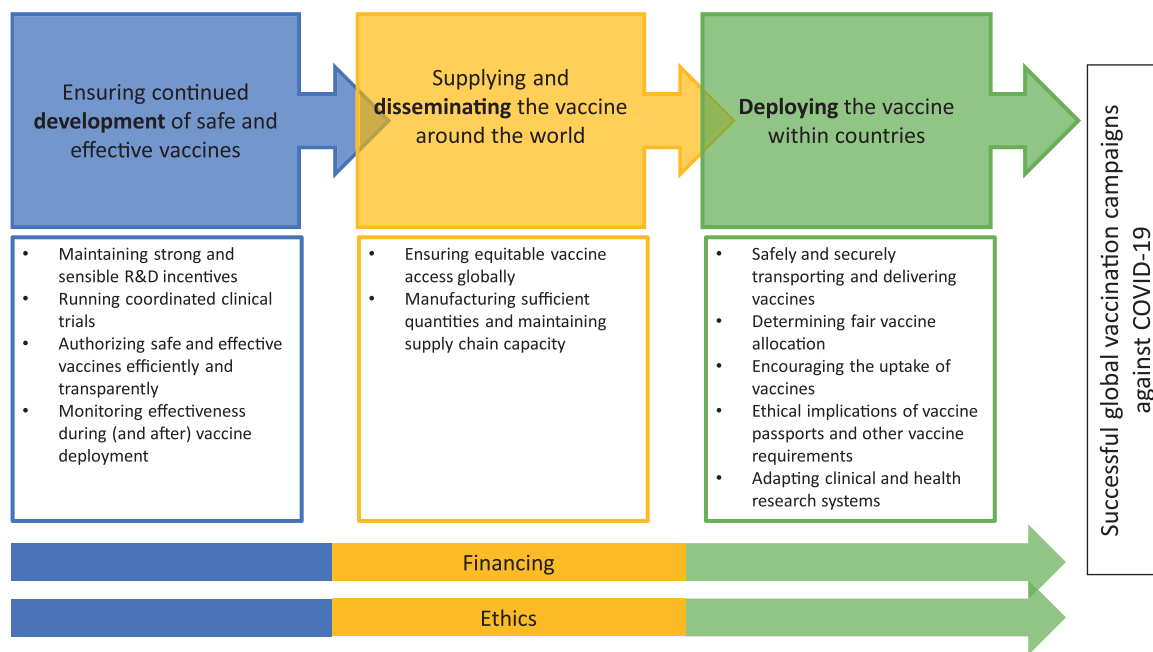 Ensuring continued
development of safe and
effective vaccines
Supplying and
disseminating the vaccine
around the world
Deploying the vaccine
within countries
• Maintaining strong and
sensible R&D incentives
• Running coordinated clinical
trials
• Authorizing safe and effective
vaccines efficiently and
transparently
• Monitoring effectiveness
during (and after) vaccine
deployment
• Ensuring equitable vaccine
access globally
• Manufacturing sufficient
quantities and maintaining
supply chain capacity
• Safely and securely
transporting and delivering
vaccines
• Determining fair vaccine
allocation
• Encouraging the uptake of
vaccines
• Ethical implications of vaccine
passports and other vaccine
requirements
• Adapting clinical and health
research systems
Successful global vaccination campaigns
against COVID-19
Financing
Ethics